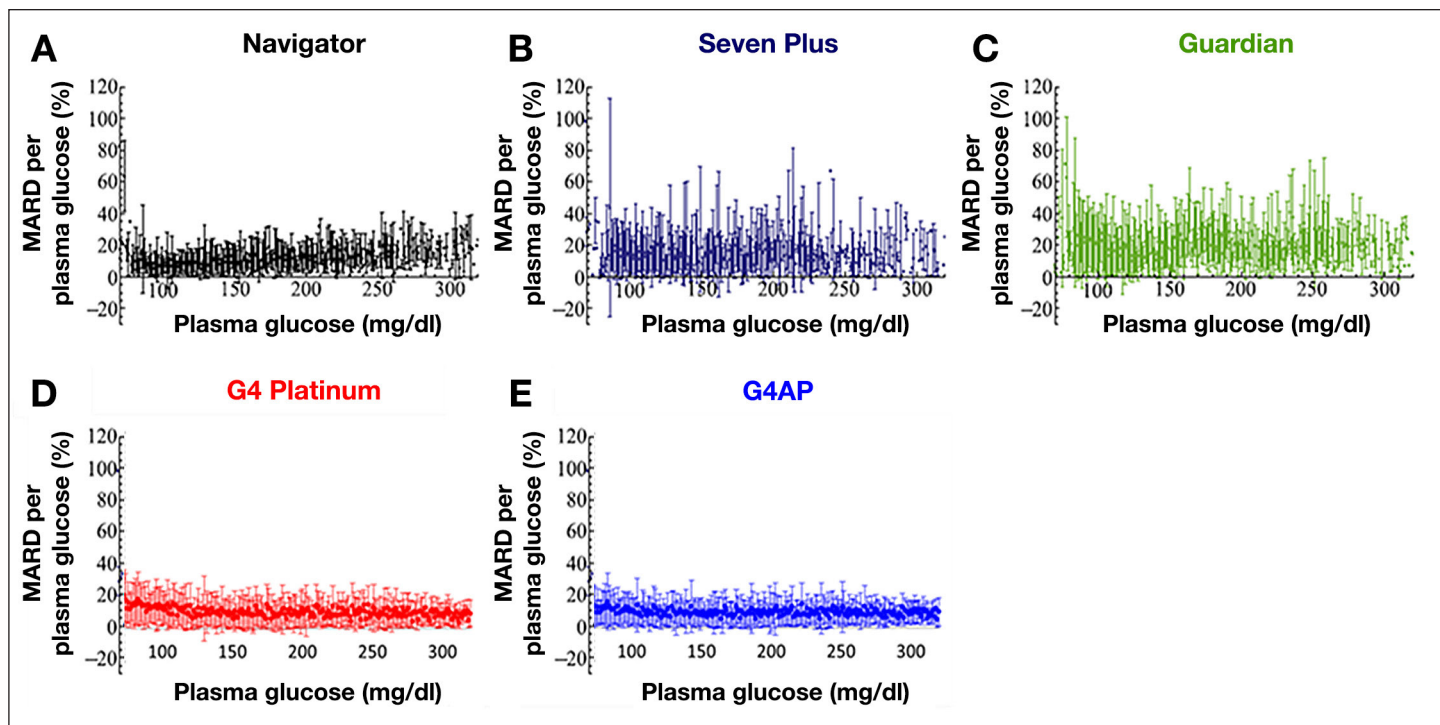 A
Navigator
MARD per
plasma glucose (%)
120
100
80
60
40
20
0
–20
100
150
200
250
300
Plasma glucose (mg/dl)
B
Seven Plus
MARD per
plasma glucose (%)
120
100
80
60
40
20
0
–20
100
150
200
250
300
Plasma glucose (mg/dl)
C
Guardian
MARD per
plasma glucose (%)
120
100
80
60
40
20
0
–20
100
150
200
250
300
Plasma glucose (mg/dl)
D
G4 Platinum
MARD per
plasma glucose (%)
120
100
80
60
40
20
0
–20
100
150
200
250
300
Plasma glucose (mg/dl)
E
G4AP
MARD per
plasma glucose (%)
120
100
80
60
40
20
0
–20
100
150
200
250
300
Plasma glucose (mg/dl)